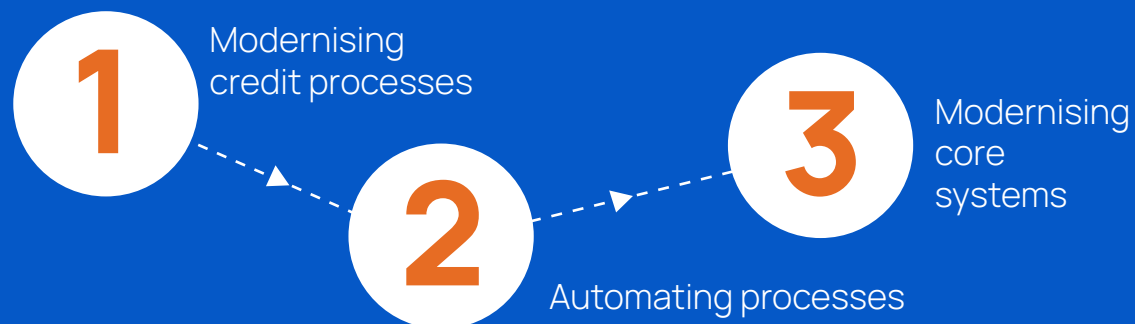 1
Modernising
credit processes
2
Automating processes
3
Modernising
core
systems